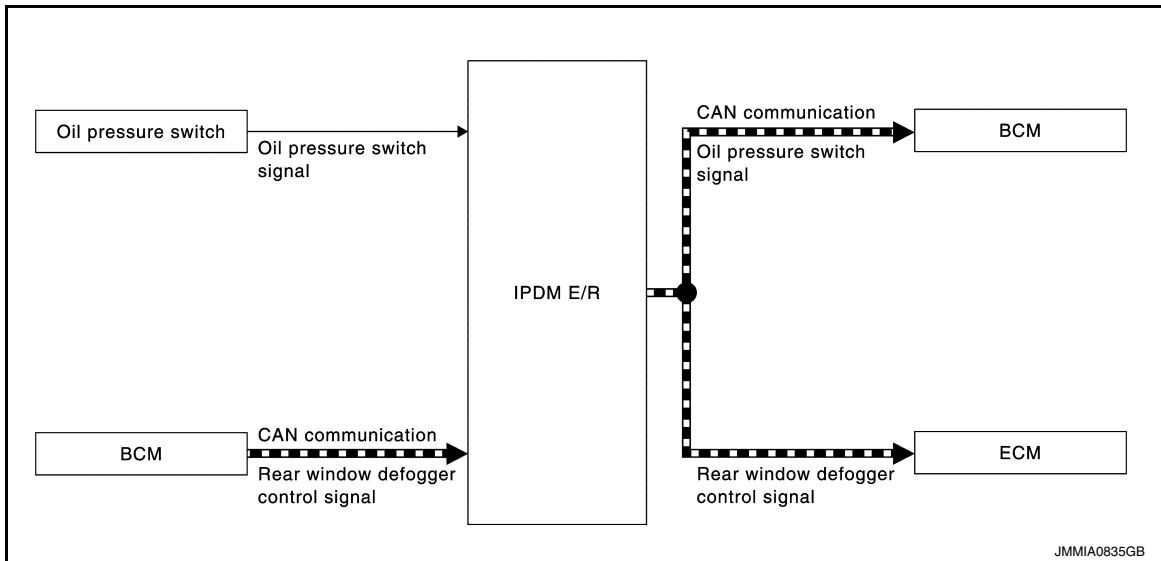 Oil pressure switch
Oil pressure switch
signal
BCM
CAN communication
Rear window defogger
control signal
IPDM E/R
CAN communication
Oil pressure switch
signal
BCM
Rear window defogger
control signal
ECM
JMMIA0835GB